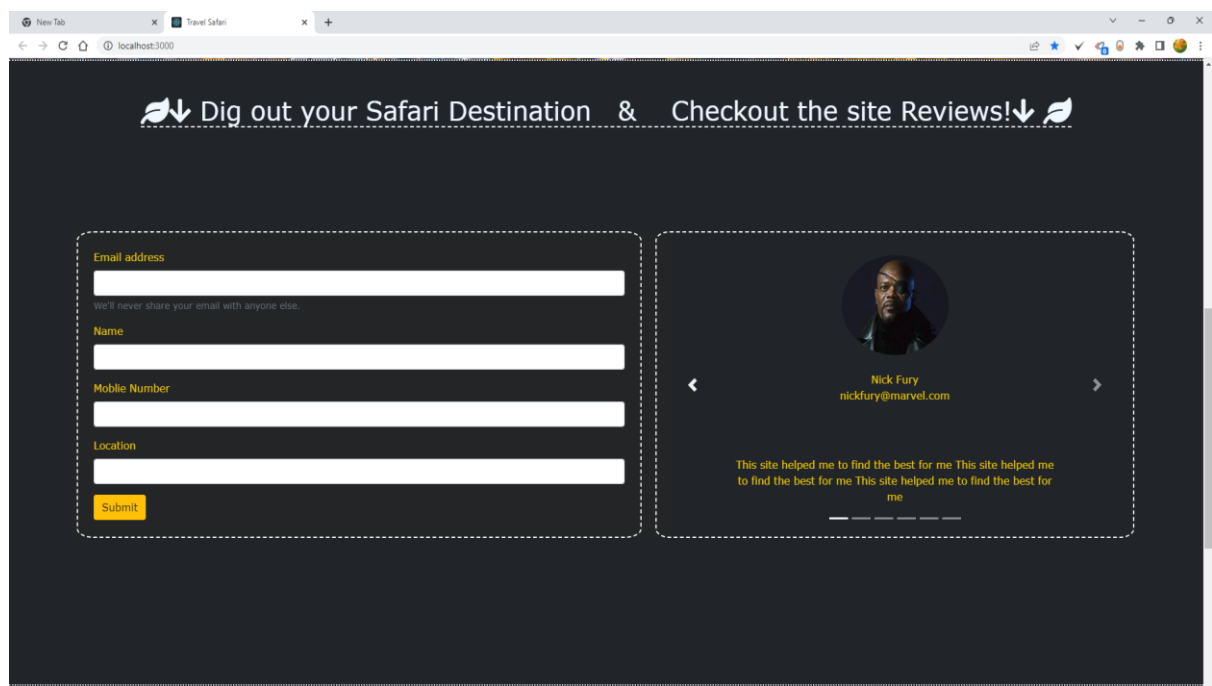 New Tab
Travel Safari
localhost:3000
Dig out your Safari Destination & Checkout the site Reviews!
Email address
We'll never share your email with anyone else.
Name
Moblie Number
Location
Submit
Nick Fury
nickfury@marvel.com
This site helped me to find the best for me This site helped me
to find the best for me This site helped me to find the best for
me